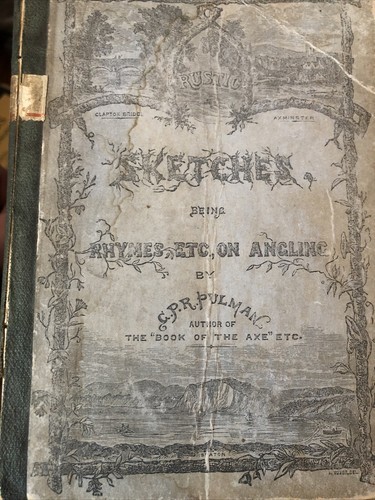 RUSTIC
CLAPTON BRIDGE.
AXMINSTER
SKETCHES,
BEING
RHYMES, ETC., ON ANGLING
BY
G.P.R. PULMAN.
AUTHOR OF
THE "BOOK OF THE AXE" ETC.
SEATON